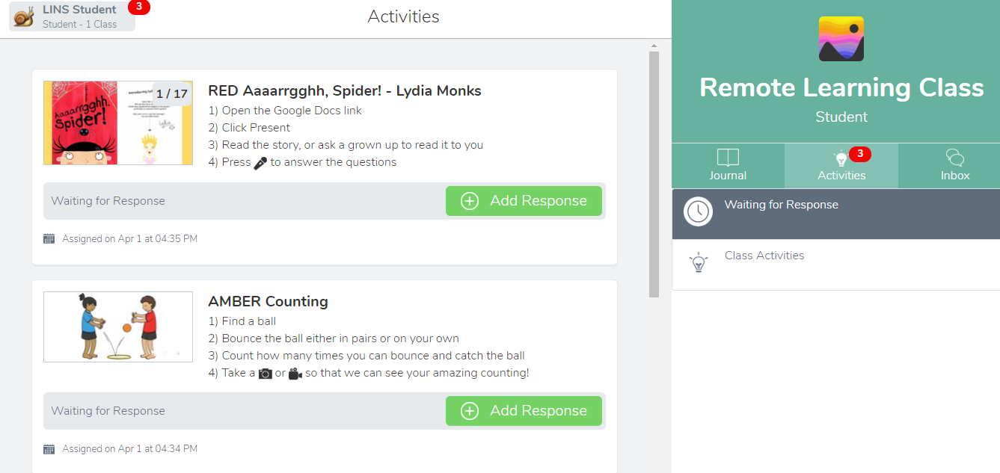 LINS Student
3
Student - 1 Class
Activities
1 / 17
Aaaarrgghh,
Spider!
RED Aaaarrgghh, Spider! - Lydia Monks
1) Open the Google Docs link
2) Click Present
3) Read the story, or ask a grown up to read it to you
4) Press to answer the questions
Waiting for Response
Add Response
Assigned on Apr 1 at 04:35 PM
AMBER Counting
1) Find a ball
2) Bounce the ball either in pairs or on your own
3) Count how many times you can bounce and catch the ball
4) Take a or so that we can see your amazing counting!
Waiting for Response
Add Response
Assigned on Apr 1 at 04:34 PM
Remote Learning Class
Student
Journal
3
Activities
Inbox
Waiting for Response
Class Activities